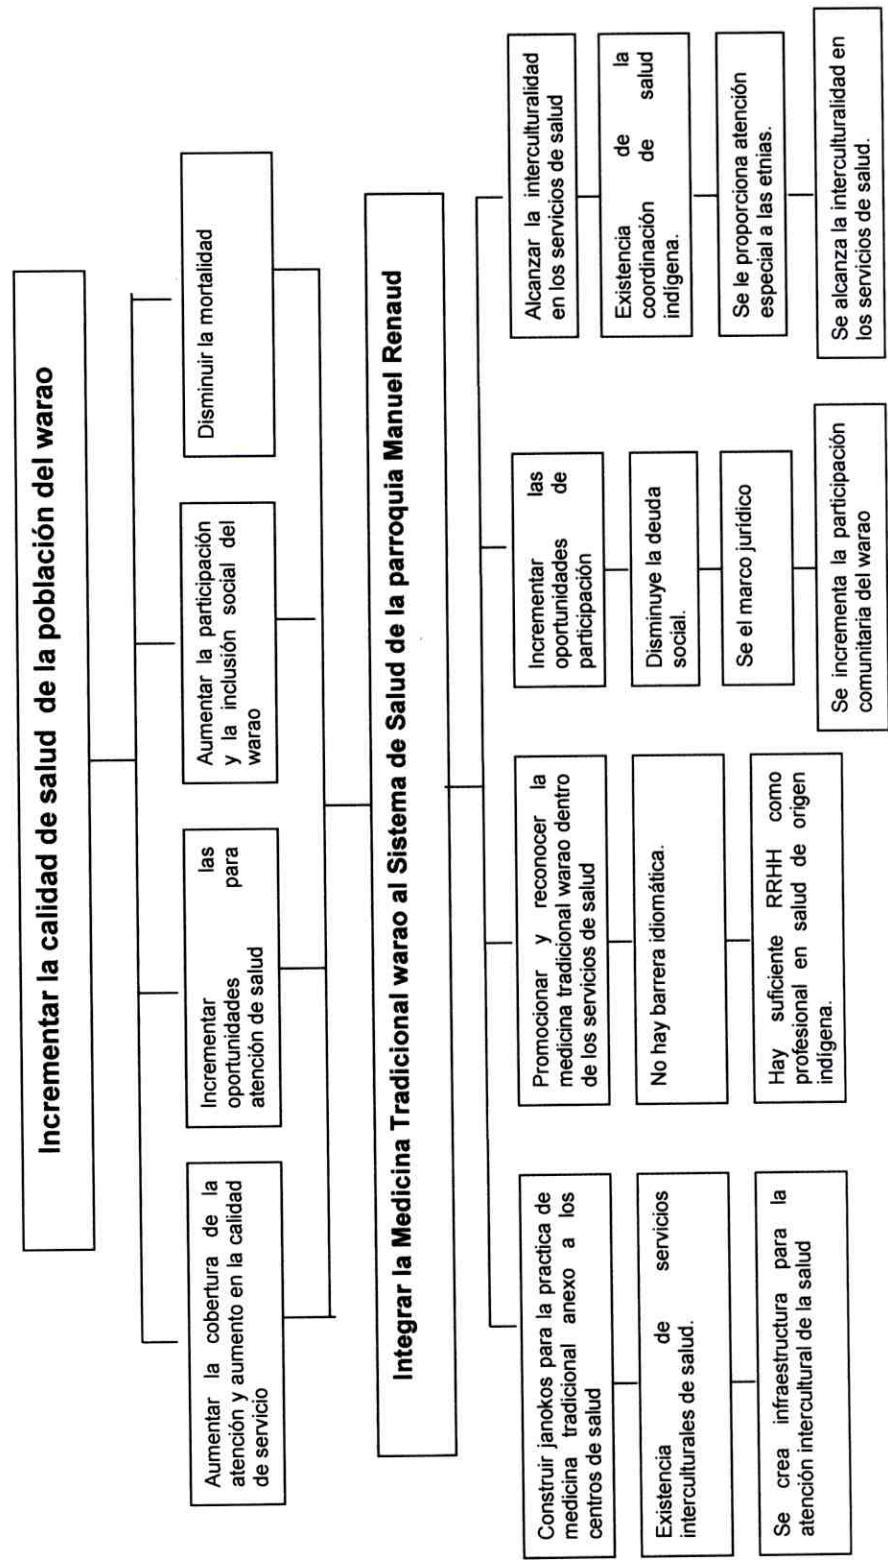 Incrementar la calidad de salud de la población del warao
Aumentar la cobertura de la
atención y aumento en la calidad
de servicio
Incrementar las
oportunidades para
atención de salud
Aumentar la participación
y la inclusión social del
warao
Disminuir la mortalidad
Integrar la Medicina Tradicional warao al Sistema de Salud de la parroquia Manuel Renaud
Construir janokos para la practica de
medicina tradicional anexo a los
centros de salud
Existencia de servicios
interculturales de salud.
Se crea infraestructura para la
atención intercultural de la salud
Promocionar y reconocer la
medicina tradicional warao dentro
de los servicios de salud
No hay barrera idiomática.
Hay suficiente RRHH como
profesional en salud de origen
indígena.
Incrementar las
oportunidades de
participación
Disminuye la deuda
social.
Se el marco jurídico
Se incrementa la participación
comunitaria del warao
Alcanzar la interculturalidad
en los servicios de salud
Existencia de la
coordinación de salud
indígena.
Se le proporciona atención
especial a las etnias.
Se alcanza la interculturalidad en
los servicios de salud.